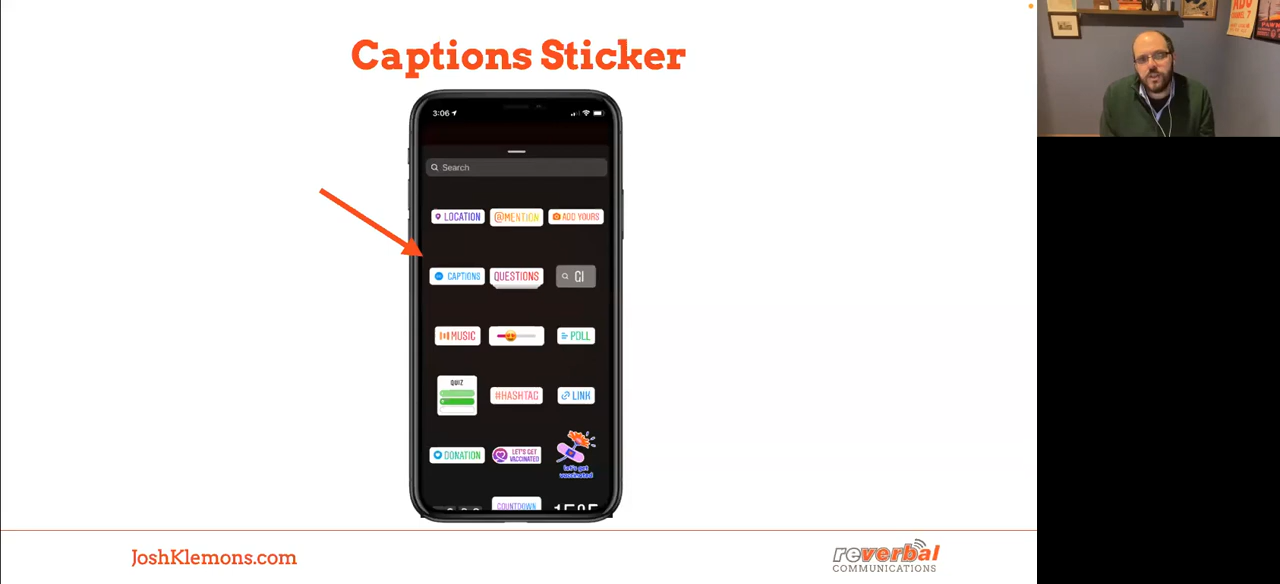 Captions Sticker
3:06
Search
LOCATION
@MENTION
ADD YOURS
CAPTIONS
QUESTIONS
GI
MUSIC
POLL
QUIZ
#HASHTAG
LINK
DONATION
LET'S GET
VACCINATED
Let's get
vaccinated
COUNTDOWN
JoshKlemons.com
reverbal
COMMUNICATIONS